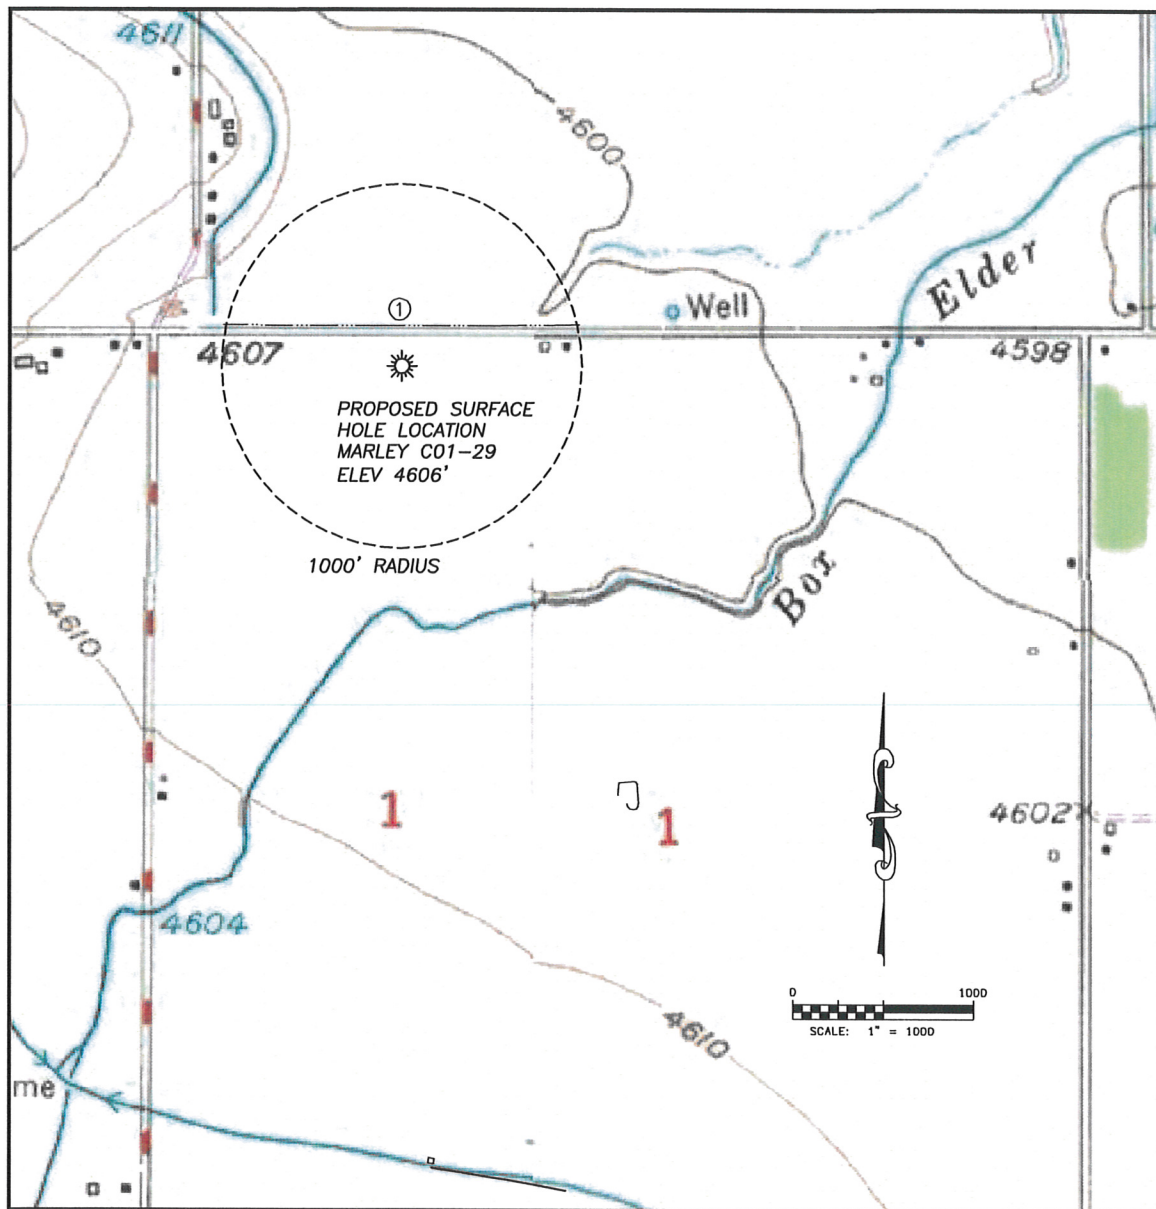 4611
4600
Elder
Well
①
4607
4598
PROPOSED SURFACE
HOLE LOCATION
MARLEY C01-29
ELEV 4606'
1000' RADIUS
Box
4610
1
1
4602X
4604
0 1000
SCALE: 1" = 1000
4610
me